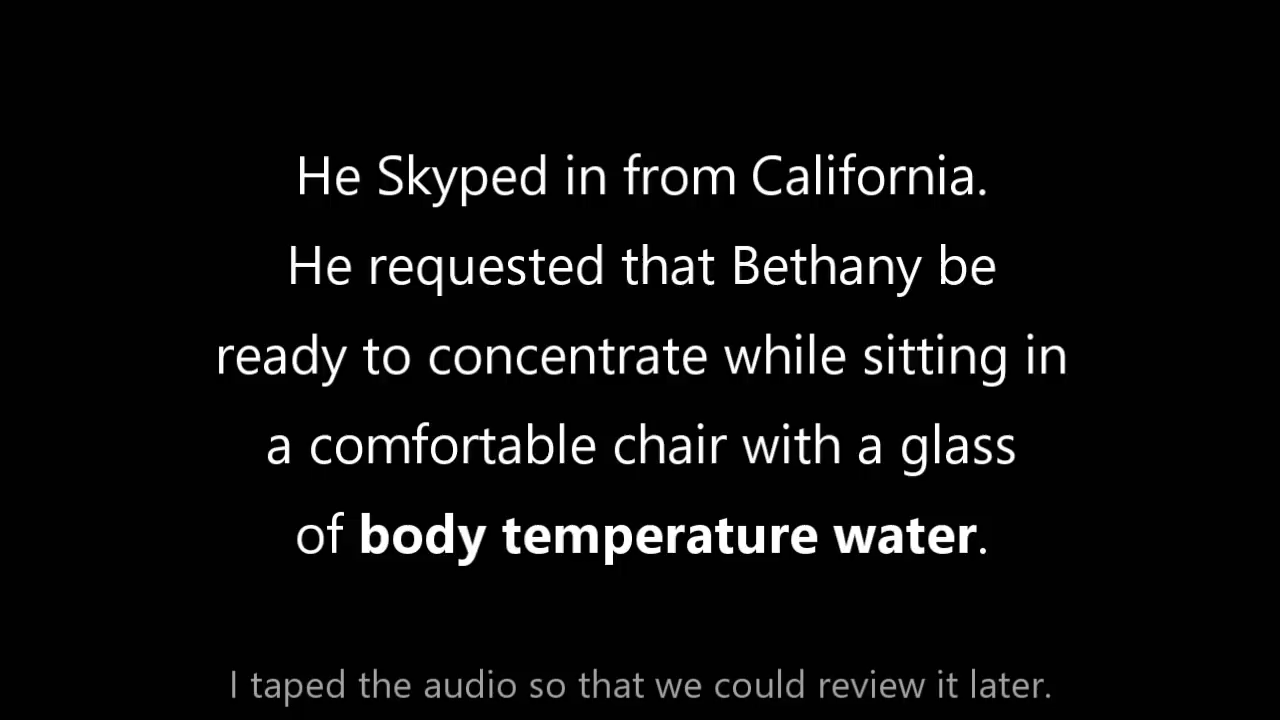 He Skyped in from California.
He requested that Bethany be
ready to concentrate while sitting in
a comfortable chair with a glass
of body temperature water.
I taped the audio so that we could review it later.